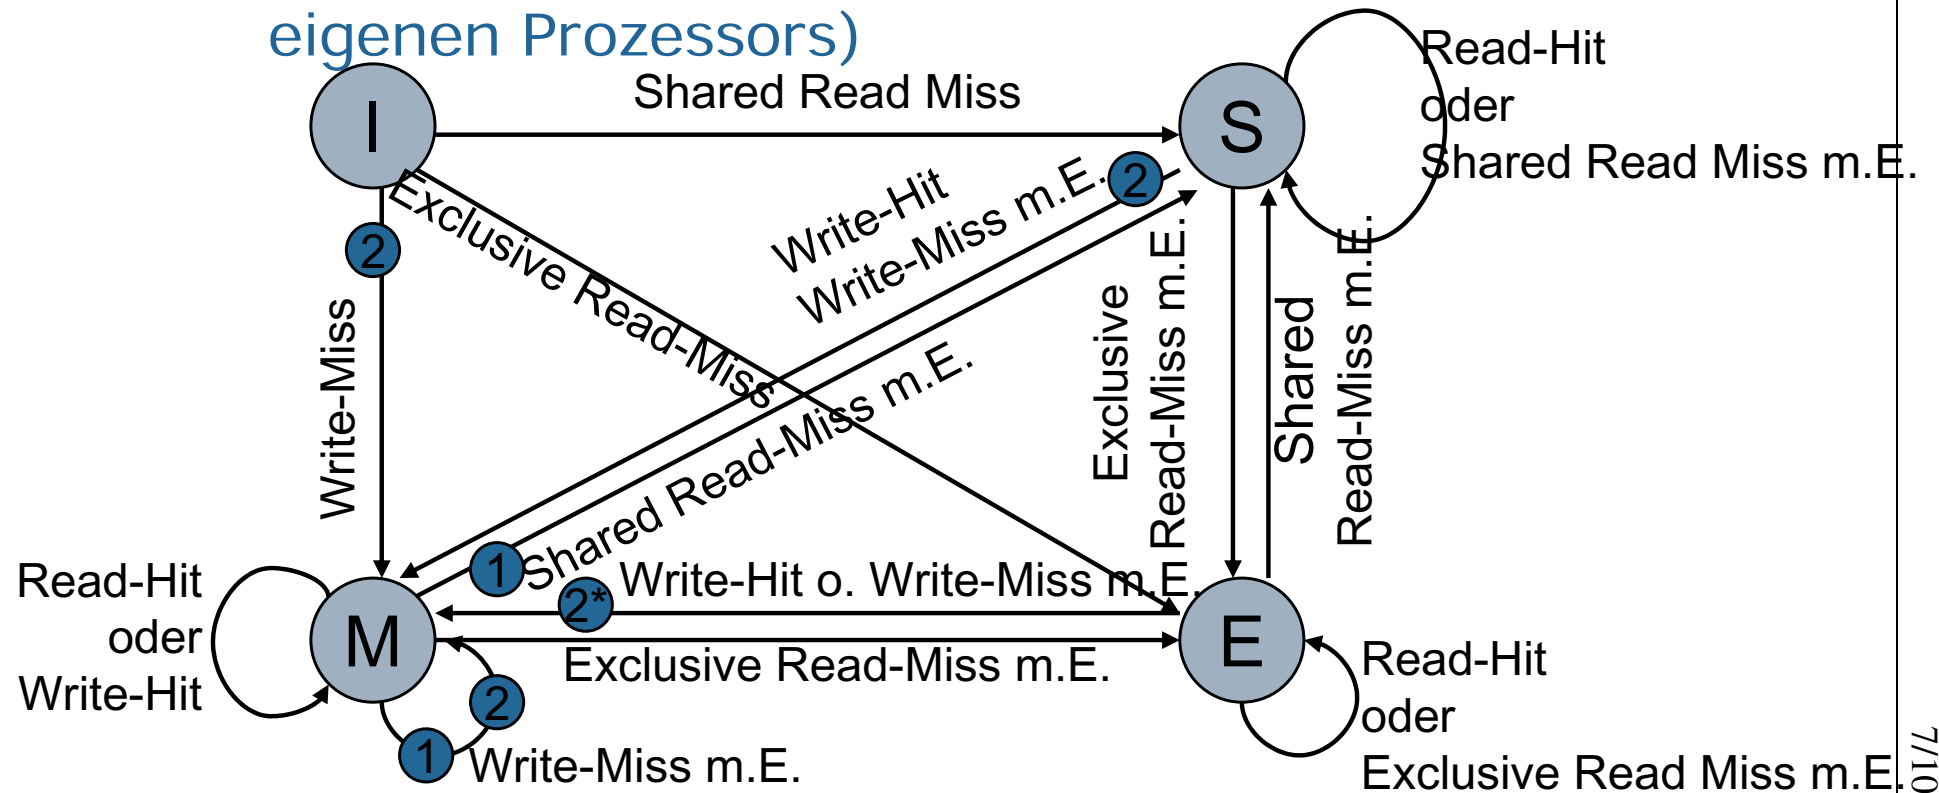 eigenen Prozessors)
I
Shared Read Miss
S
Read-Hit
oder
Shared Read Miss m.E.
2
Exclusive Read-Miss
Write-Hit
Write-Miss m.E.
2
Write-Miss
Shared Read-Miss m.E.
1
Exclusive
Read-Miss m.E.
Shared
Read-Miss m.E.
Read-Hit
oder
Write-Hit
M
2*
Write-Hit o. Write-Miss m.E.
Exclusive Read-Miss m.E.
E
2
1
Write-Miss m.E.
Read-Hit
oder
Exclusive Read Miss m.E.
7/10